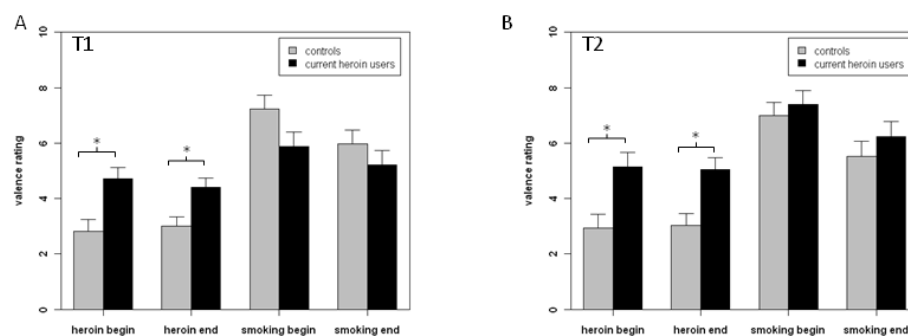 A
T1
controls
current heroin users
valence rating
10
8
6
4
2
0
*
*
heroin begin
heroin end
smoking begin
smoking end
B
T2
controls
current heroin users
valence rating
10
8
6
4
2
0
*
*
heroin begin
heroin end
smoking begin
smoking end